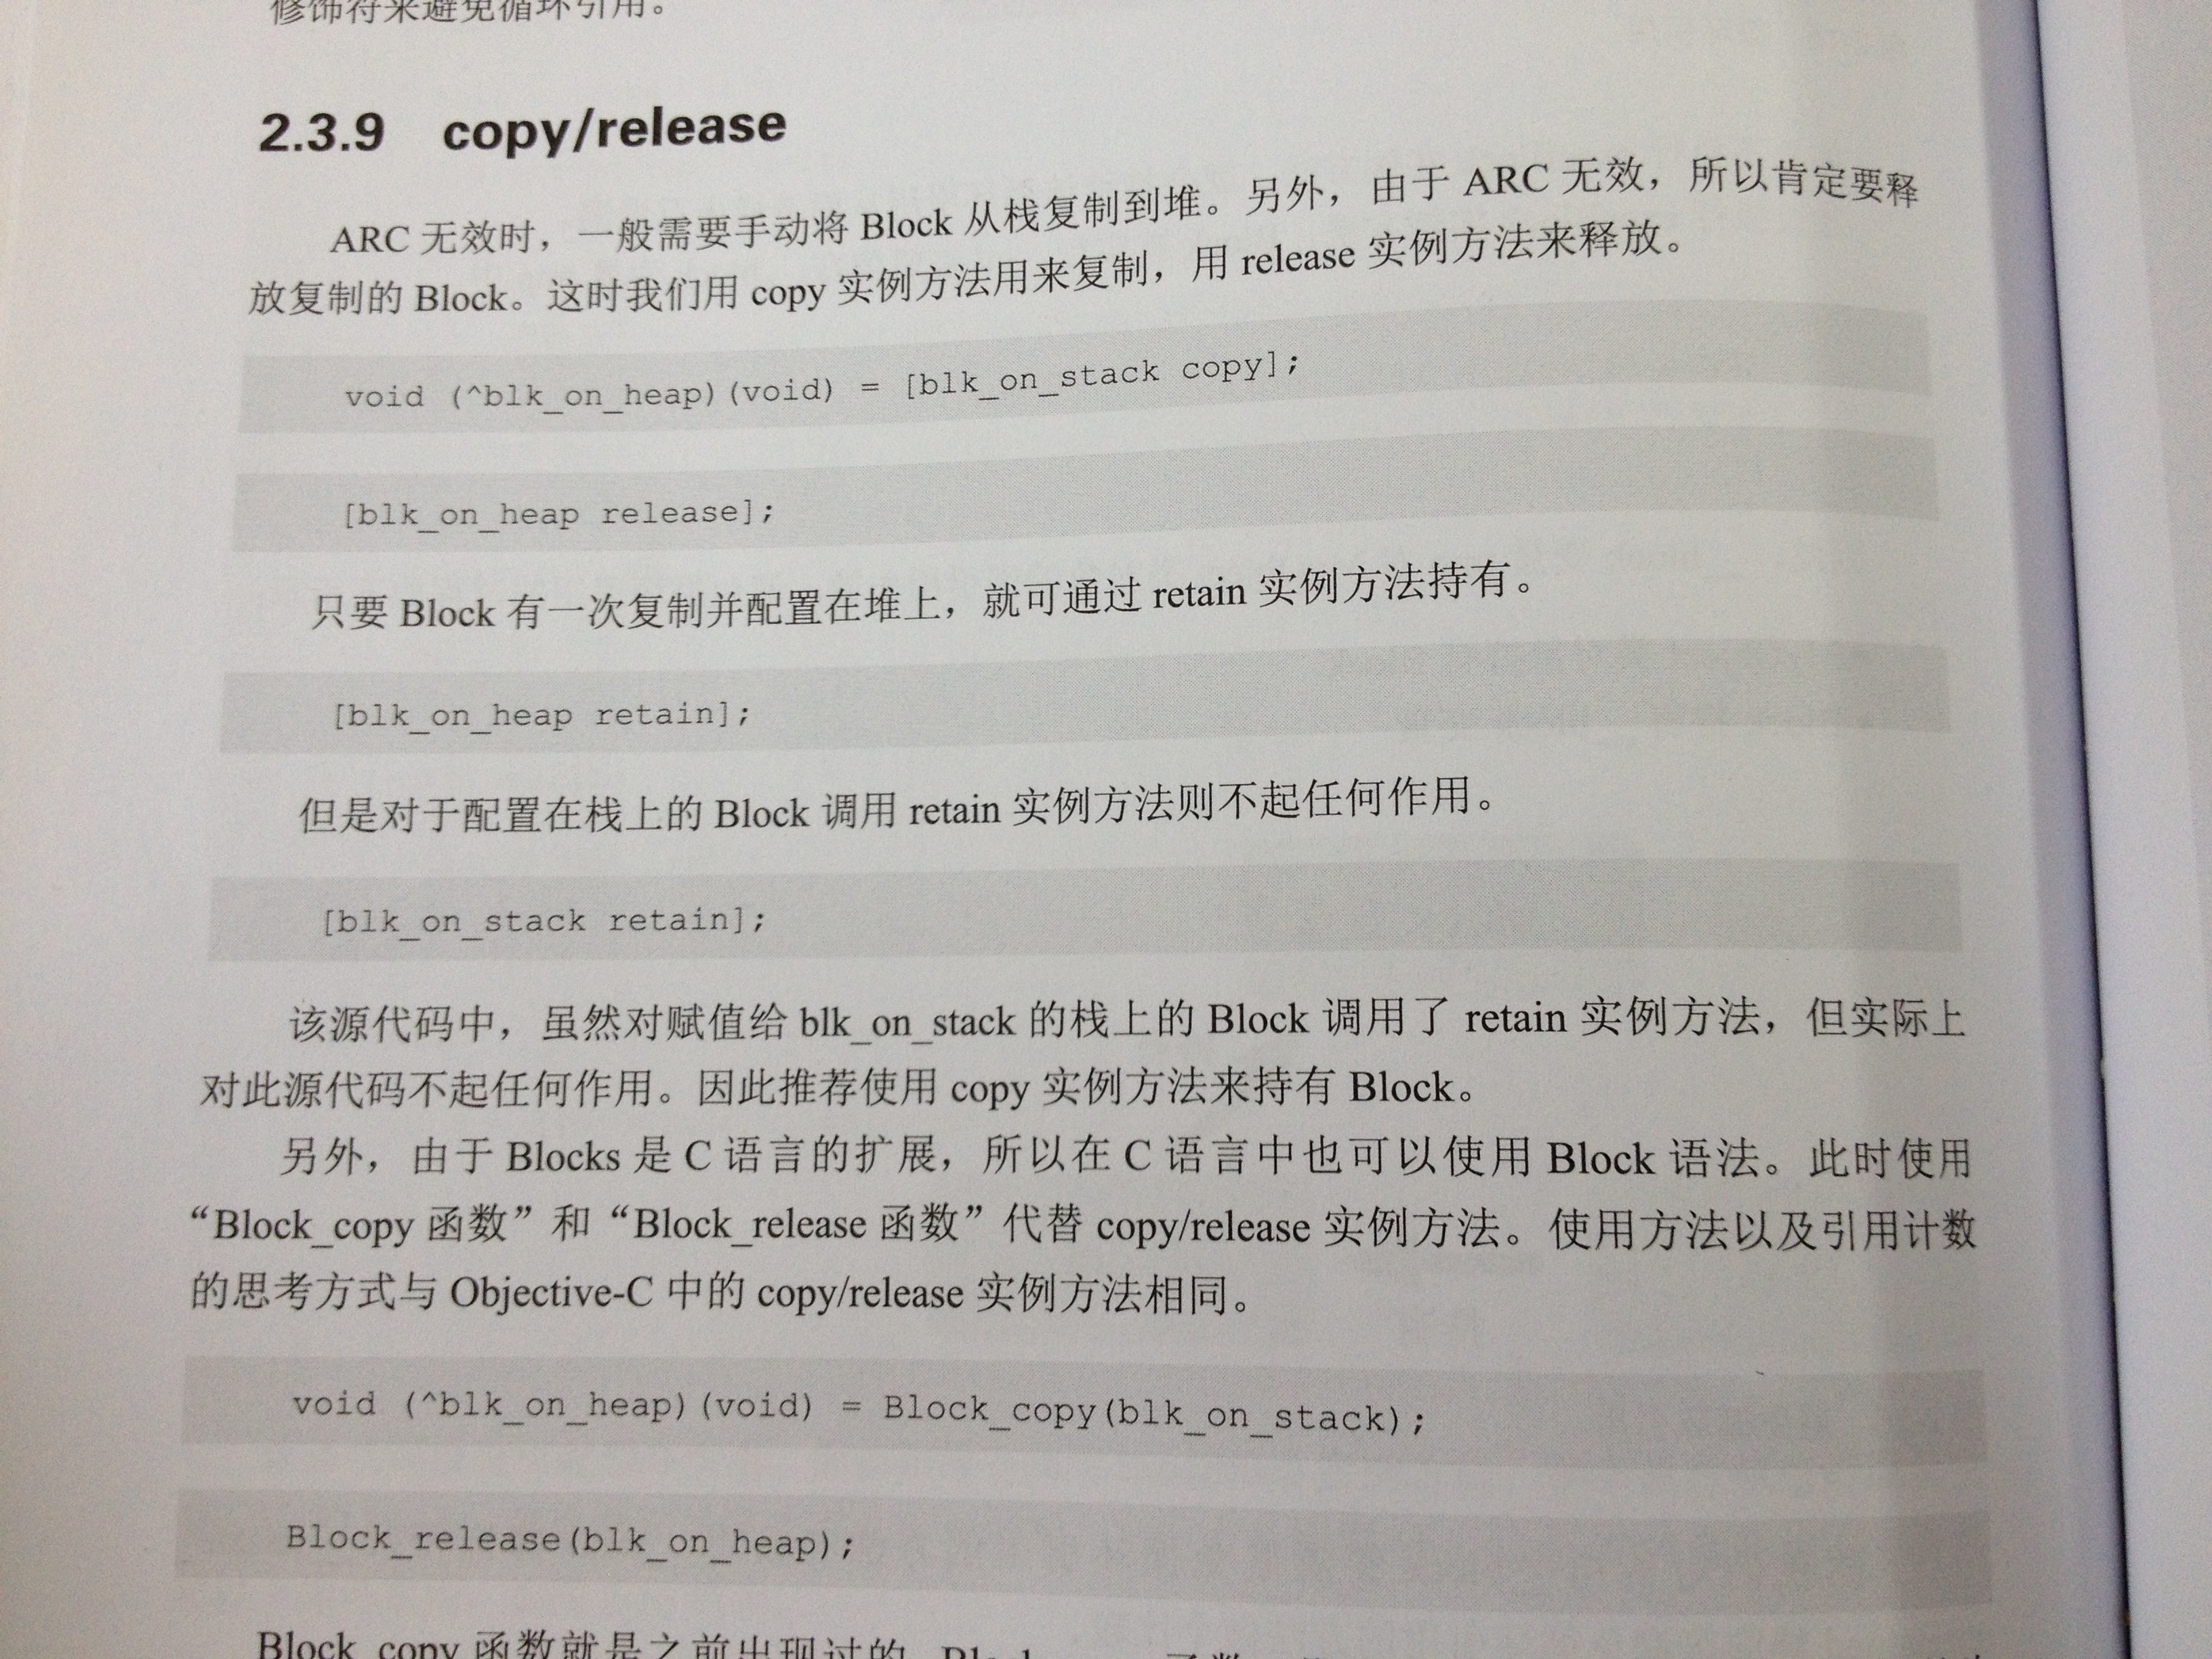 修饰符来避免循环引用。
2.3.9 copy/release
ARC 无效时，一般需要手动将 Block 从栈复制到堆。另外，由于 ARC 无效，所以肯定要释
放复制的 Block。这时我们用 copy 实例方法用来复制，用 release 实例方法来释放。
void (^blk_on_heap)(void) = [blk_on_stack copy];
[blk_on_heap release];
只要 Block 有一次复制并配置在堆上，就可通过 retain 实例方法持有。
[blk_on_heap retain];
但是对于配置在栈上的 Block 调用 retain 实例方法则不起任何作用。
[blk_on_stack retain];
该源代码中，虽然对赋值给 blk_on_stack 的栈上的 Block 调用了 retain 实例方法，但实际上
对此源代码不起任何作用。因此推荐使用 copy 实例方法来持有 Block。
另外，由于 Blocks 是 C 语言的扩展，所以在 C 语言中也可以使用 Block 语法。此时使用
“Block_copy 函数”和“Block_release 函数”代替 copy/release 实例方法。使用方法以及引用计数
的思考方式与 Objective-C 中的 copy/release 实例方法相同。
void (^blk_on_heap)(void) = Block_copy(blk_on_stack);
Block_release(blk_on_heap);
Block_copy 函数就是之前出现过的